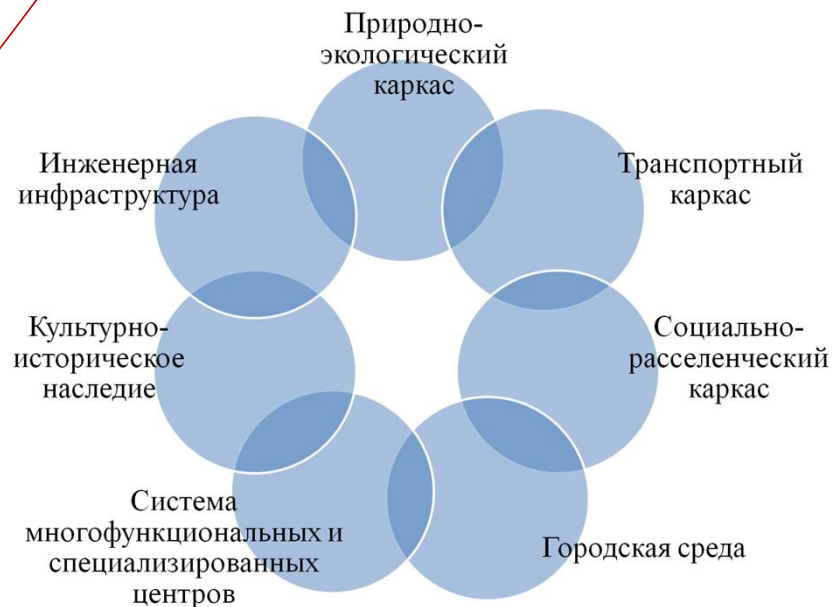 Природно-
экологический
каркас
Транспортный
каркас
Социально-
расселенческий
каркас
Городская среда
Система
многофункциональных и
специализированных
центров
Культурно-
историческое
наследие
Инженерная
инфраструктура